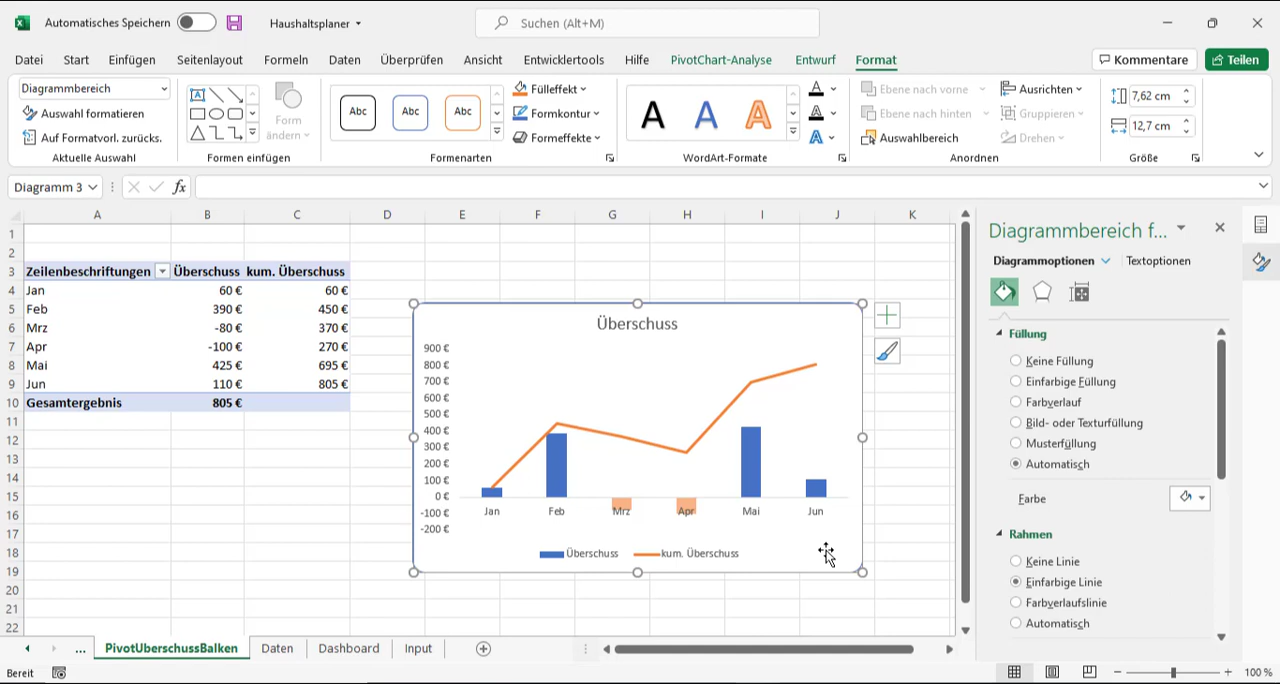 Automatisches Speichern
Haushaltsplaner
Suchen (Alt+M)
Datei Start Einfügen Seitenlayout Formeln Daten Überprüfen Ansicht Entwicklertools Hilfe PivotChart-Analyse Entwurf Format
Kommentare Teilen
Diagrammbereich
Auswahl formatieren
Auf Formatvorl. zurücks.
Aktuelle Auswahl
Form
ändern
Formen einfügen
Abc Abc Abc
Fülleffekt
Formkontur
Formeffekte
Formenarten
A A A
A
A
A
WordArt-Formate
Ebene nach vorne
Ebene nach hinten
Auswahlbereich
Ausrichten
Gruppieren
Drehen
Anordnen
7,62 cm
12,7 cm
Größe
Diagramm 3 fx
A B C D E F G H I J K
1
2
3 Zeilenbeschriftungen Überschuss kum. Überschuss
4 Jan 60 € 60 €
5 Feb 390 € 450 €
6 Mrz -80 € 370 €
7 Apr -100 € 270 €
8 Mai 425 € 695 €
9 Jun 110 € 805 €
10 Gesamtergebnis 805 €
11
12
13
14
15
16
17
18
19
20
21
22
Überschuss
900 €
800 €
700 €
600 €
500 €
400 €
300 €
200 €
100 €
0 €
-100 €
-200 €
Jan Feb Mrz Apr Mai Jun
Überschuss kum. Überschuss
Diagrammbereich f...
Diagrammoptionen Textoptionen
Füllung
Keine Füllung
Einfarbige Füllung
Farbverlauf
Bild- oder Texturfüllung
Musterfüllung
Automatisch
Farbe
Rahmen
Keine Linie
Einfarbige Linie
Farbverlaufslinie
Automatisch
... PivotÜberschussBalken Daten Dashboard Input
Bereit
100 %